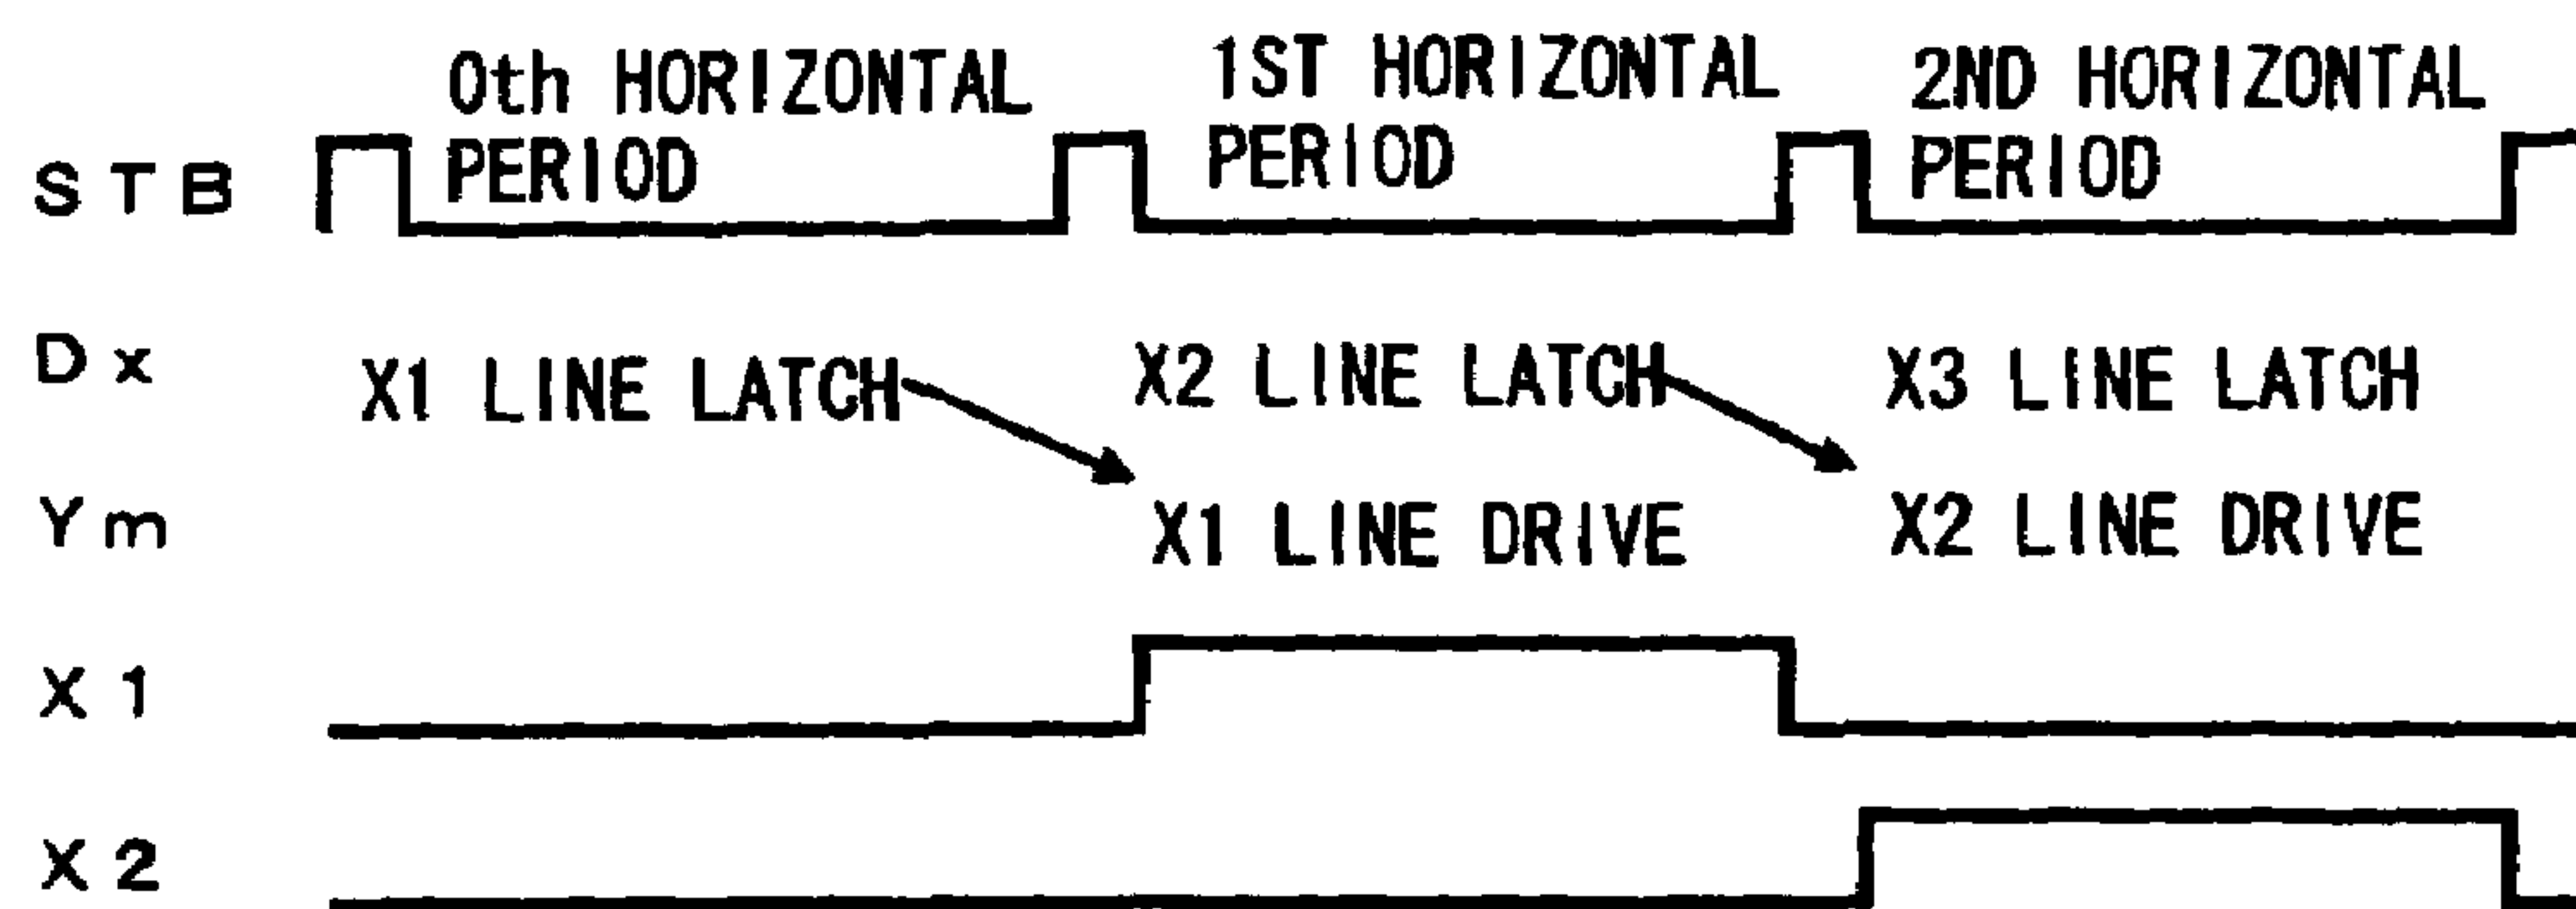 0th HORIZONTAL
PERIOD
1ST HORIZONTAL
PERIOD
2ND HORIZONTAL
PERIOD
STB
Dx
X1 LINE LATCH
X2 LINE LATCH
X3 LINE LATCH
Ym
X1 LINE DRIVE
X2 LINE DRIVE
X1
X2